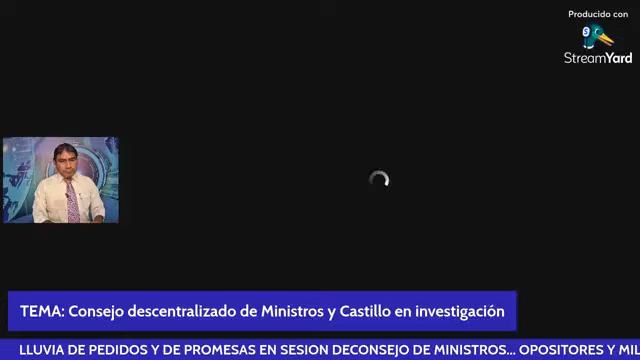 Producido con
StreamYard
TEMA: Consejo descentralizado de Ministros y Castillo en investigación
LLUVIA DE PEDIDOS Y DE PROMESAS EN SESION DECONSEJO DE MINISTROS... OPOSITORES Y MIL